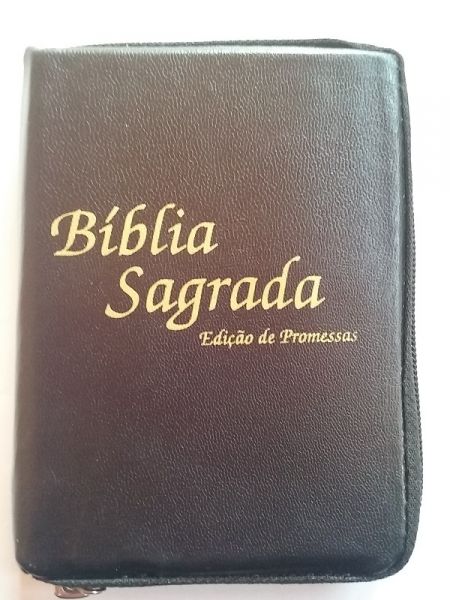 Bíblia
Sagrada
Edição de Promessas